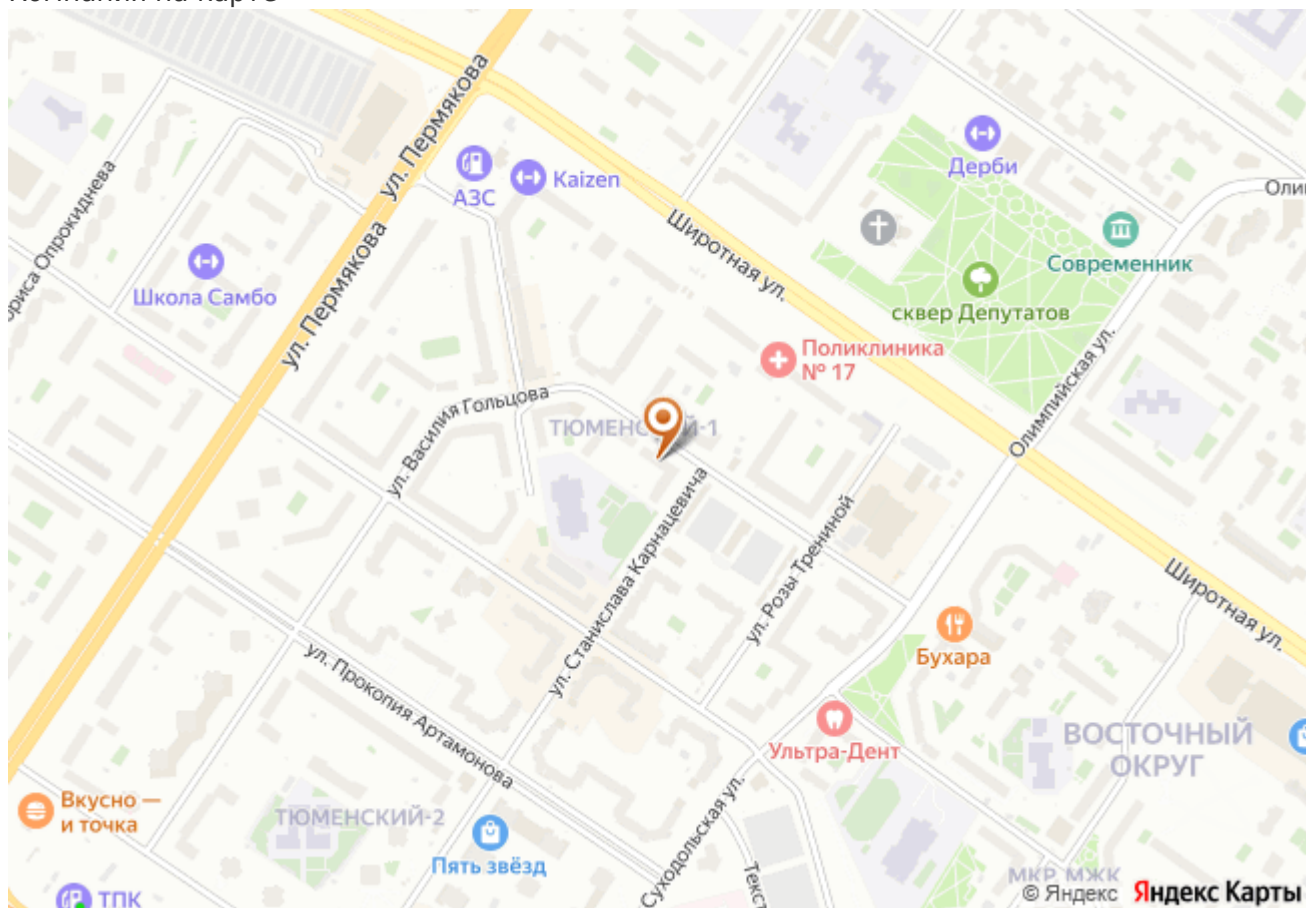 ул. Пермякова
ул. Пермякова
АЗС
Kaizen
Дерби
Широтная ул.
Современник
сквер Депутатов
Школа Самбо
Поликлиника
№ 17
Олимпийская ул.
ул. Василия Гольцова
ТЮМЕНСКИЙ-1
ул. Станислава Карнацевича
ул. Розы Трениной
Широтная ул.
Бухара
ул. Прокопия Артамонова
Ультра-Дент
ВОСТОЧНЫЙ
ОКРУГ
Вкусно —
и точка
ТЮМЕНСКИЙ-2
Пять звёзд
Суходольская ул.
Текст
МКР МЖК
ТПК
© Яндекс Яндекс Карты